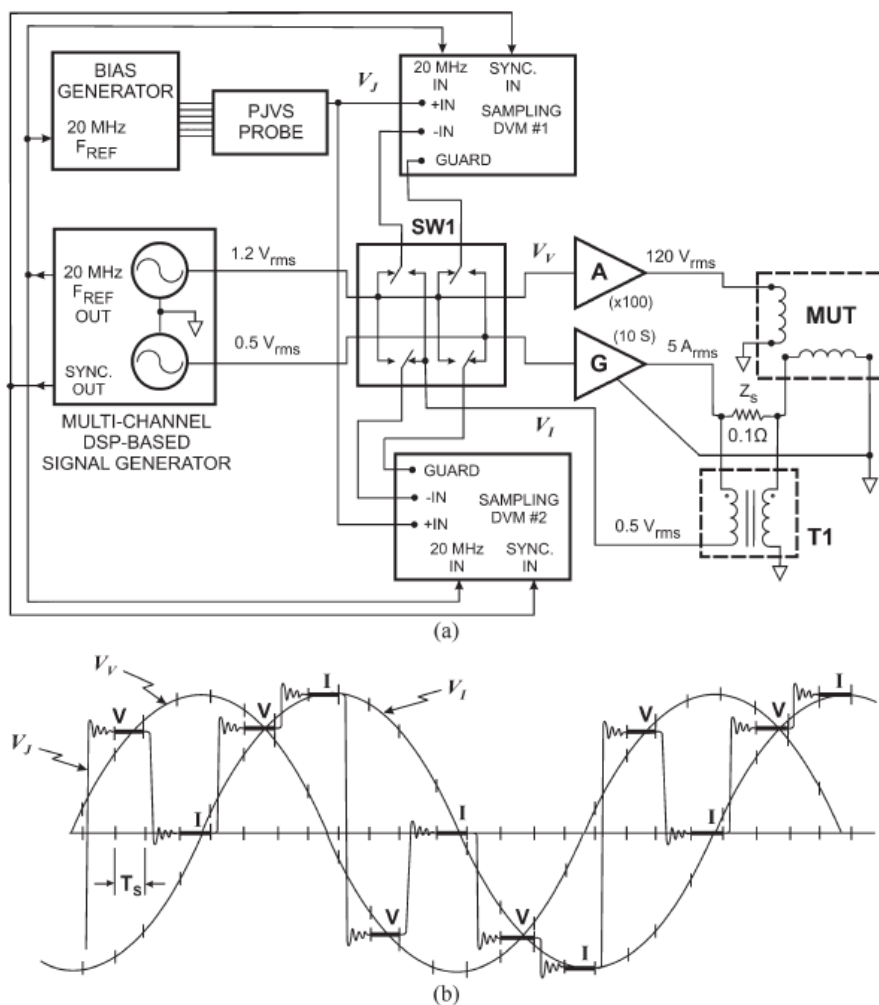 BIAS
GENERATOR
20 MHz
F_REF
PJVS
PROBE
V_J
20 MHz
IN
SYNC.
IN
+IN
-IN
GUARD
SAMPLING
DVM #1
SW1
20 MHz
F_REF
OUT
SYNC.
OUT
MULTI-CHANNEL
DSP-BASED
SIGNAL GENERATOR
1.2 V_rms
0.5 V_rms
V_V
A
(x100)
120 V_rms
MUT
G
(10 S)
5 A_rms
Z_s
0.1Ω
V_I
GUARD
-IN
+IN
SAMPLING
DVM #2
20 MHz
IN
SYNC.
IN
0.5 V_rms
T1
(a)
V_V
V_J
V_I
V
I
V
I
V
I
V
I
V
I
V
I
T_S
(b)